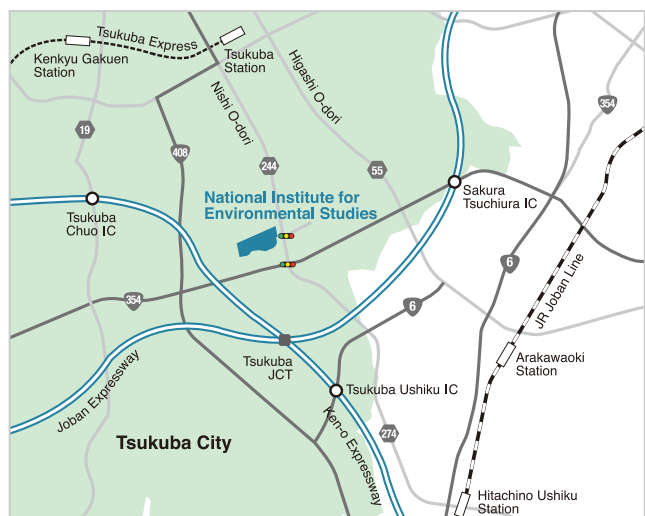 Tsukuba Express
Kenkyu Gakuen
Station
Tsukuba
Station
Higashi O-dori
Nishi O-dori
354
19
408
244
55
National Institute for
Environmental Studies
Sakura
Tsuchiura IC
Tsukuba
Chuo IC
6
354
6
JR Joban Line
Tsukuba
JCT
Arakawaoki
Station
Joban Expressway
Tsukuba Ushiku IC
Ken-o Expressway
Tsukuba City
274
Hitachino Ushiku
Station